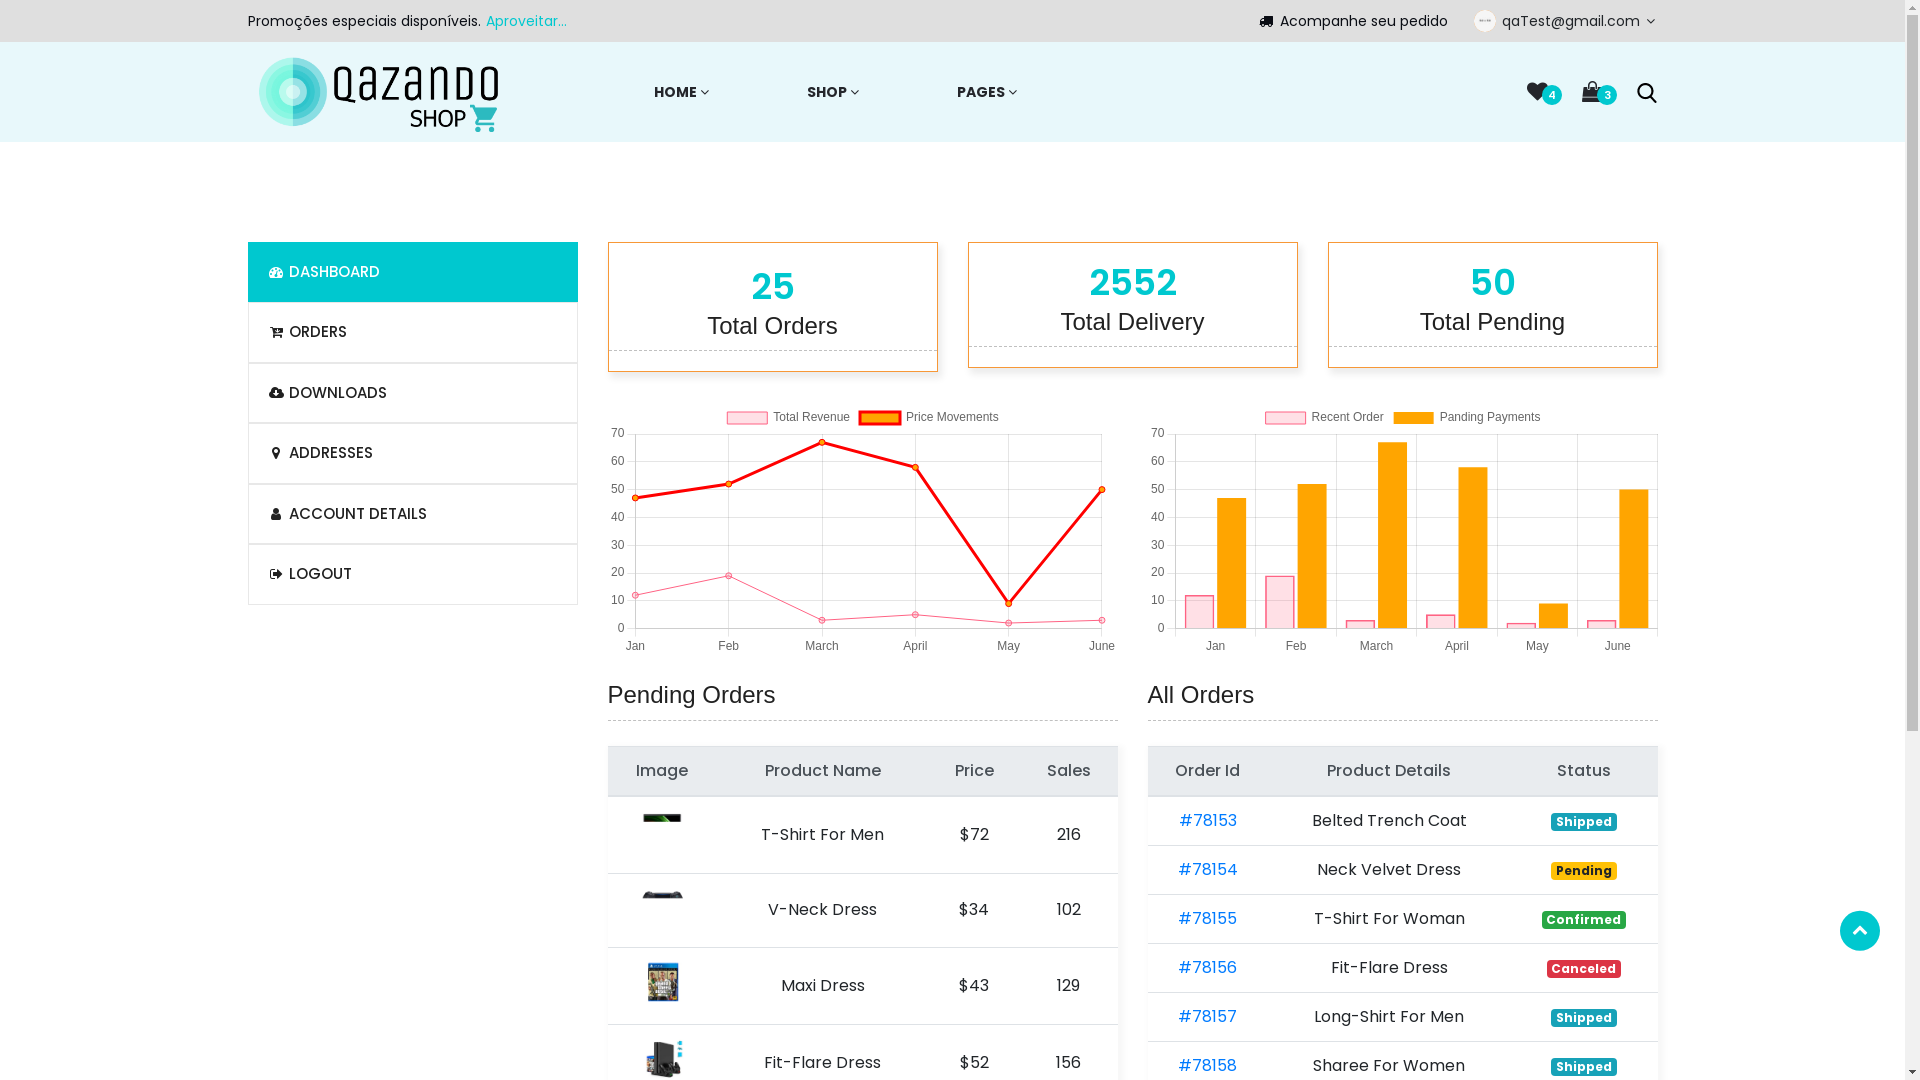 Promoções especiais disponíveis. Aproveitar...
Acompanhe seu pedido
qaTest@gmail.com
QAZANDO
SHOP
HOME
SHOP
PAGES
4
3
DASHBOARD
ORDERS
DOWNLOADS
ADDRESSES
ACCOUNT DETAILS
LOGOUT
25
Total Orders
2552
Total Delivery
50
Total Pending
Total Revenue
Price Movements
70
60
50
40
30
20
10
0
Jan Feb March April May June
Recent Order
Panding Payments
70
60
50
40
30
20
10
0
Jan Feb March April May June
Pending Orders
Image Product Name Price Sales
T-Shirt For Men $72 216
V-Neck Dress $34 102
Maxi Dress $43 129
Fit-Flare Dress $52 156
All Orders
Order Id Product Details Status
#78153 Belted Trench Coat Shipped
#78154 Neck Velvet Dress Pending
#78155 T-Shirt For Woman Confirmed
#78156 Fit-Flare Dress Canceled
#78157 Long-Shirt For Men Shipped
#78158 Sharee For Women Shipped